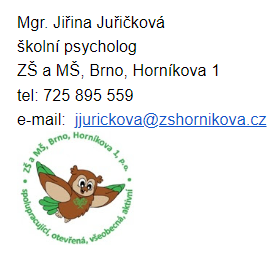 Mgr. Jiřina Juřičková
školní psycholog
ZŠ a MŠ, Brno, Horníkova 1
tel: 725 895 559
e-mail: jjurickova@zshornikova.cz
ZŠ a MŠ, Brno, Horníkova 1, p.o.
spolupracující, otevřená, všeobecná, aktivní